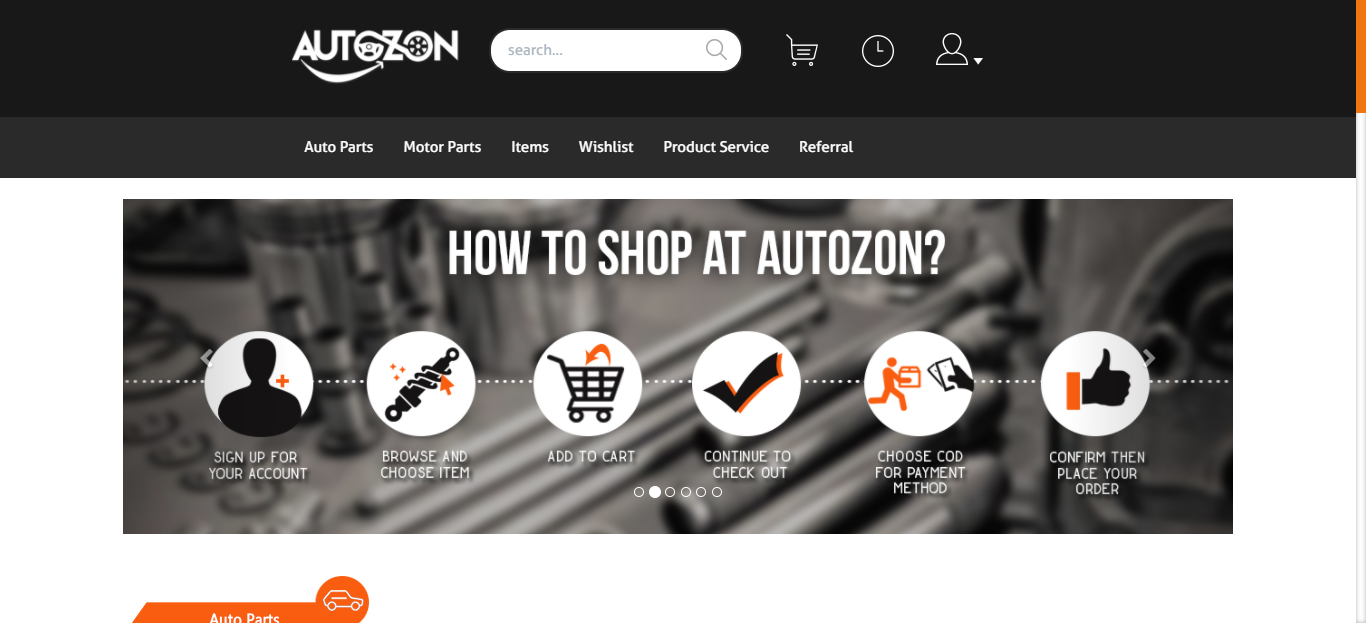 AUTOZON
search...
Auto Parts Motor Parts Items Wishlist Product Service Referral
HOW TO SHOP AT AUTOZON?
SIGN UP FOR
YOUR ACCOUNT
BROWSE AND
CHOOSE ITEM
ADD TO CART
CONTINUE TO
CHECK OUT
CHOOSE COD
FOR PAYMENT
METHOD
CONFIRM THEN
PLACE YOUR
ORDER
Auto Parts